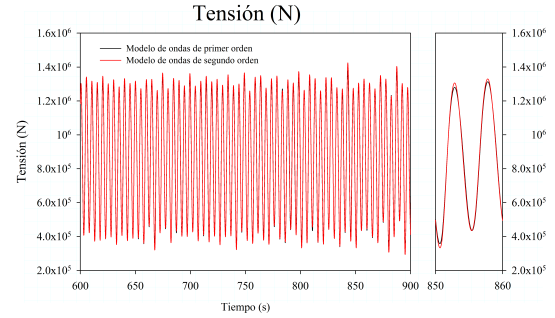 Tensión (N)
Modelo de ondas de primer orden
Modelo de ondas de segundo orden
Tensión (N)
1.6x10⁶
1.4x10⁶
1.2x10⁶
10⁶
8.0x10⁵
6.0x10⁵
4.0x10⁵
2.0x10⁵
600 650 700 750 800 850 900
Tiempo (s)
1.6x10⁶
1.4x10⁶
1.2x10⁶
10⁶
8.0x10⁵
6.0x10⁵
4.0x10⁵
2.0x10⁵
850 860